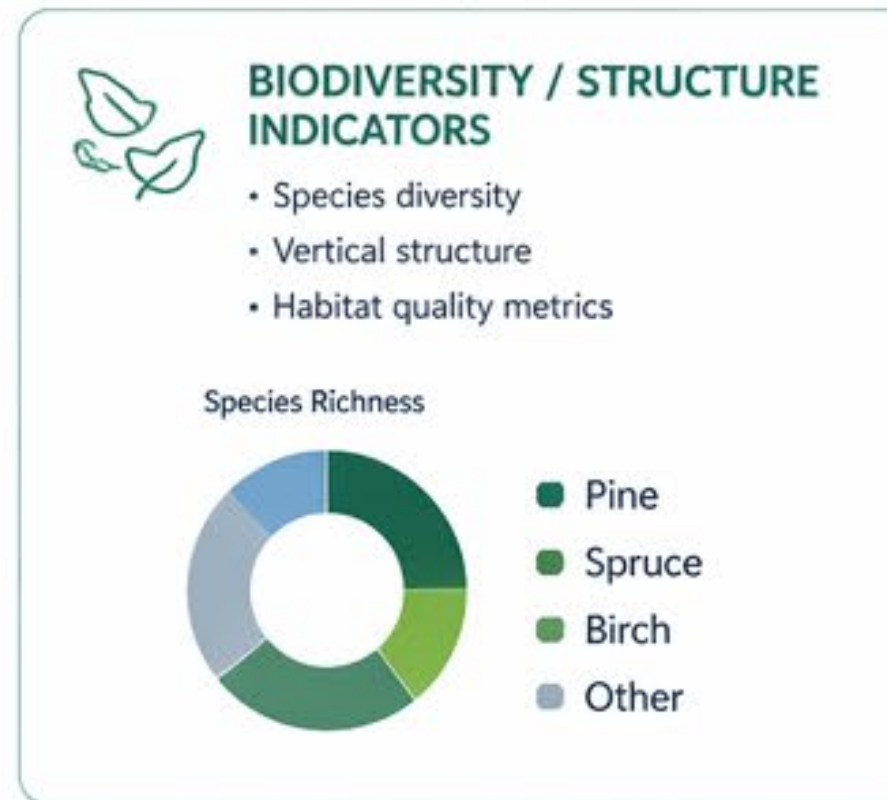 BIODIVERSITY / STRUCTURE
INDICATORS
• Species diversity
• Vertical structure
• Habitat quality metrics
Species Richness
Pine
Spruce
Birch
Other